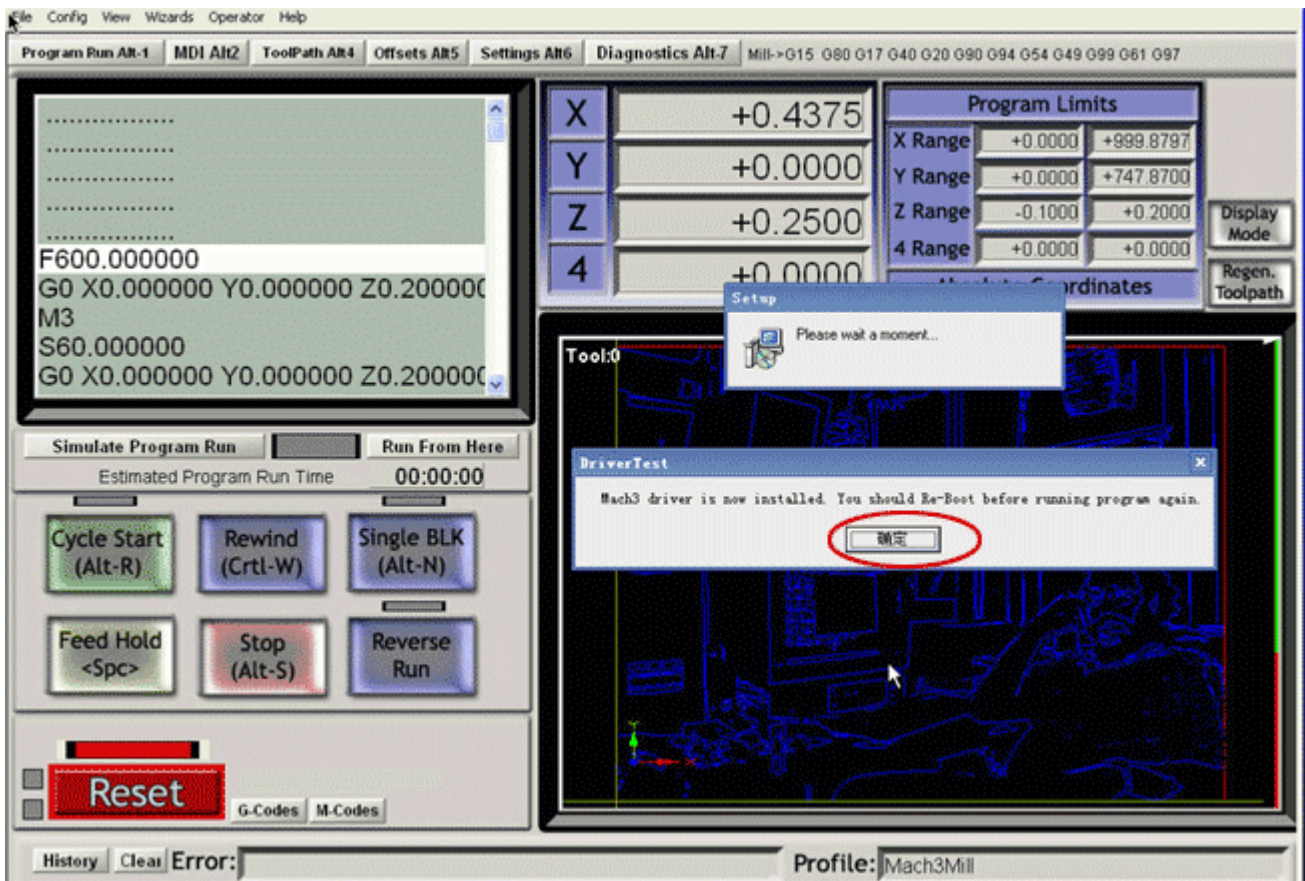 File Config View Wizards Operator Help
Program Run Alt-1 MDI Alt2 ToolPath Alt4 Offsets Alt5 Settings Alt6 Diagnostics Alt-7 Mill->G15 G80 G17 G40 G20 G90 G94 G54 G49 G99 G61 G97
F600.000000
G0 X0.000000 Y0.000000 Z0.200000
M3
S60.000000
G0 X0.000000 Y0.000000 Z0.200000
X +0.4375
Y +0.0000
Z +0.2500
4 +0.0000
Program Limits
X Range +0.0000 +999.8797
Y Range +0.0000 +747.8700
Z Range -0.1000 +0.2000
4 Range +0.0000 +0.0000
Display
Mode
Regen.
Toolpath
Setup
Please wait a moment...
Tool:0
DriverTest
Mach3 driver is now installed. You should Re-Boot before running program again.
确定
Simulate Program Run Run From Here
Estimated Program Run Time 00:00:00
Cycle Start
(Alt-R)
Rewind
(Crtl-W)
Single BLK
(Alt-N)
Feed Hold
<Spc>
Stop
(Alt-S)
Reverse
Run
Reset
G-Codes M-Codes
Y
X
History Clear Error:
Profile: Mach3Mill